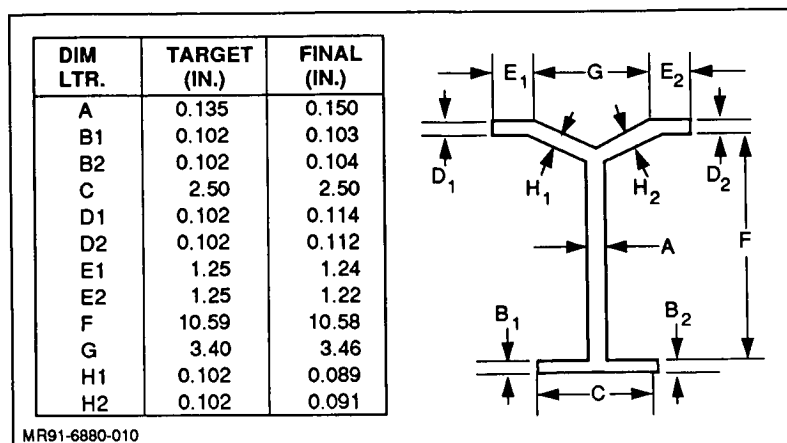 DIM LTR. TARGET (IN.) FINAL (IN.)
A 0.135 0.150
B1 0.102 0.103
B2 0.102 0.104
C 2.50 2.50
D1 0.102 0.114
D2 0.102 0.112
E1 1.25 1.24
E2 1.25 1.22
F 10.59 10.58
G 3.40 3.46
H1 0.102 0.089
H2 0.102 0.091
MR91-6880-010
E1 G E2
D1 H1 H2 D2
A F
B1 B2
C